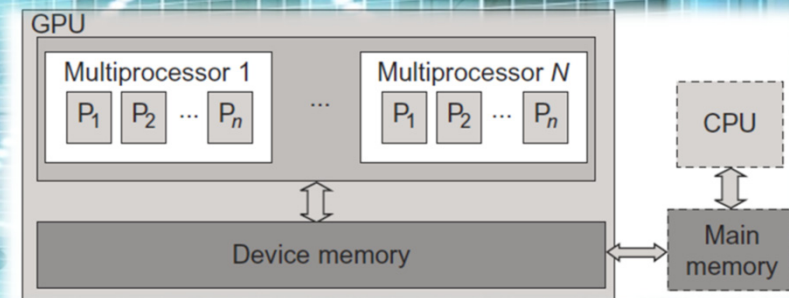 GPU
Multiprocessor 1
P1 P2 ... Pn
...
Multiprocessor N
P1 P2 ... Pn
CPU
Device memory
Main
memory